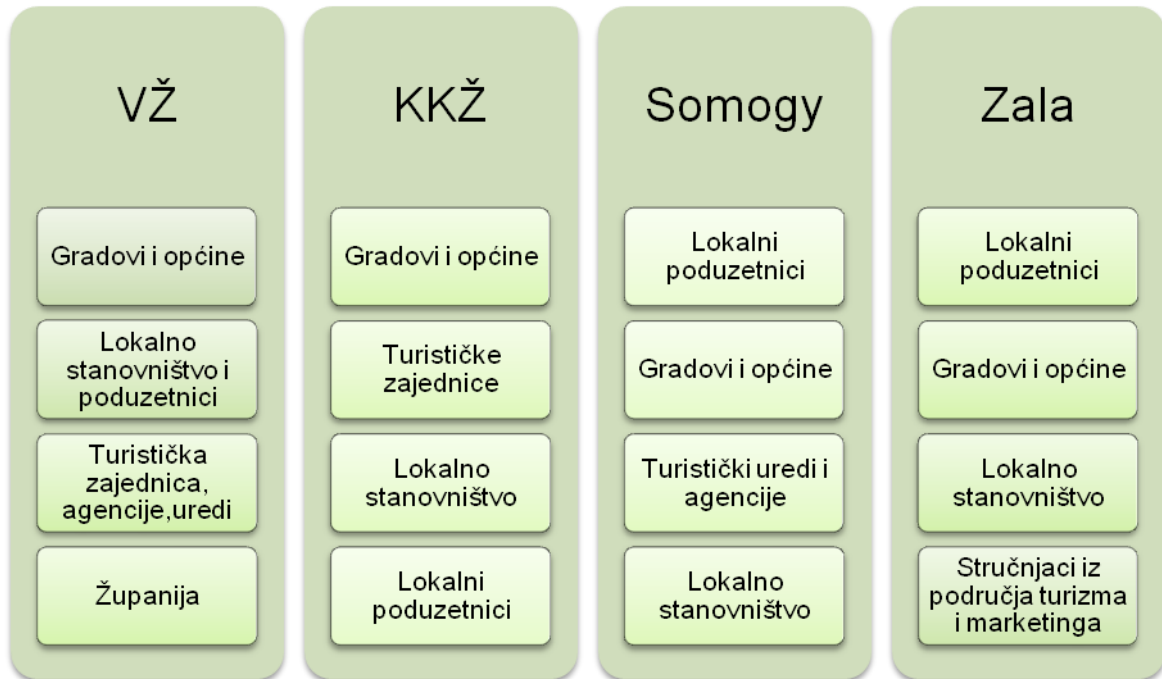 VŽ
Gradovi i općine
Lokalno
stanovništvo i
poduzetnici
Turistička
zajednica,
agencije,uredi
Županija
KKŽ
Gradovi i općine
Turističke
zajednice
Lokalno
stanovništvo
Lokalni
poduzetnici
Somogy
Lokalni
poduzetnici
Gradovi i općine
Turistički uredi i
agencije
Lokalno
stanovništvo
Zala
Lokalni
poduzetnici
Gradovi i općine
Lokalno
stanovništvo
Stručnjaci iz
područja turizma
i marketinga